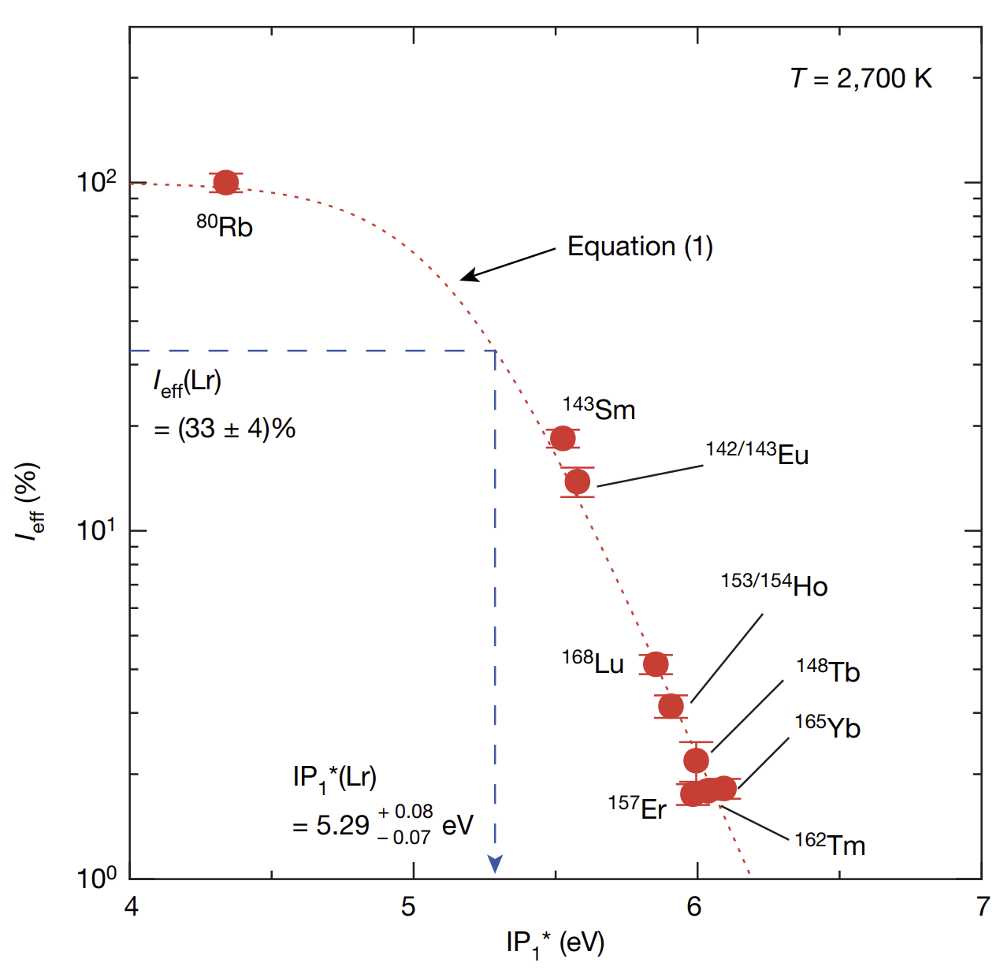 T = 2,700 K
10²
⁸⁰Rb
Equation (1)
I_eff(Lr)
= (33 ± 4)%
¹⁴³Sm
¹⁴²/¹⁴³Eu
I_eff (%)
10¹
¹⁵³/¹⁵⁴Ho
¹⁶⁸Lu
¹⁴⁸Tb
¹⁶⁵Yb
IP₁*(Lr)
= 5.29 + 0.08 − 0.07 eV
¹⁵⁷Er
¹⁶²Tm
10⁰
4 5 6 7
IP₁* (eV)